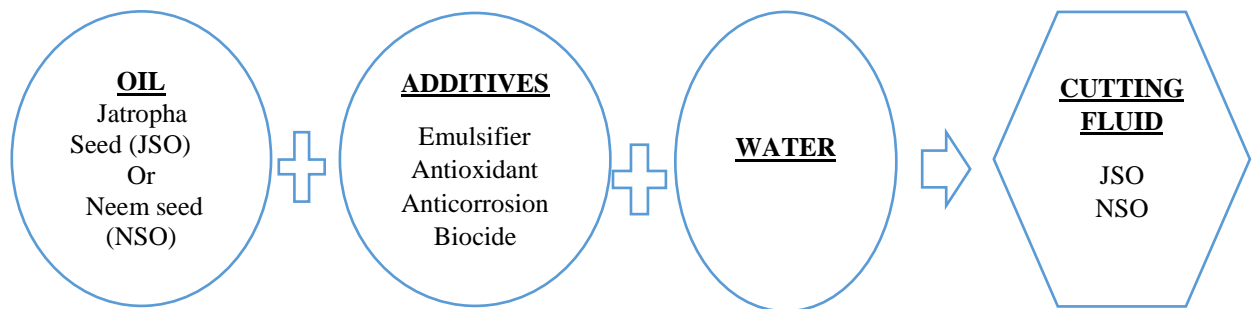 OIL
Jatropha
Seed (JSO)
Or
Neem seed
(NSO)
ADDITIVES
Emulsifier
Antioxidant
Anticorrosion
Biocide
WATER
CUTTING
FLUID
JSO
NSO